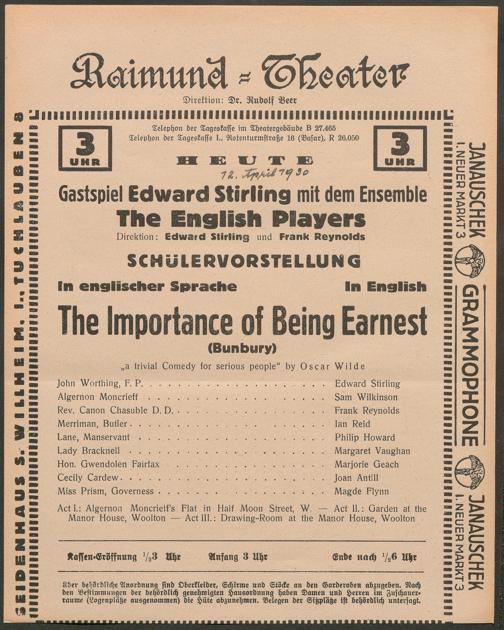 Raimund-Theater
Direktion: Dr. Rudolf Beer
3 UHR
Telephon der Tageskasse im Theatergebäude B 27.465
Telephon der Tageskasse I., Rotenturmstraße 16 (Basar), R 26.050
HEUTE
12. April 1930
3 UHR
Gastspiel Edward Stirling mit dem Ensemble
The English Players
Direktion: Edward Stirling und Frank Reynolds
SCHÜLERVORSTELLUNG
In englischer Sprache In English
The Importance of Being Earnest
(Bunbury)
„a trivial Comedy for serious people" by Oscar Wilde
John Worthing, F. P. . . . . . . . . . . . . . . . . . Edward Stirling
Algernon Moncrieff . . . . . . . . . . . . . . . . . . Sam Wilkinson
Rev. Canon Chasuble D. D. . . . . . . . . . . . . . . . . . Frank Reynolds
Merriman, Butler . . . . . . . . . . . . . . . . . . Ian Reid
Lane, Manservant . . . . . . . . . . . . . . . . . . Philip Howard
Lady Bracknell . . . . . . . . . . . . . . . . . . Margaret Vaughan
Hon. Gwendolen Fairfax . . . . . . . . . . . . . . . . . . Marjorie Geach
Cecily Cardew . . . . . . . . . . . . . . . . . . Joan Antill
Miss Prism, Governess . . . . . . . . . . . . . . . . . . Magde Flynn
Act I.: Algernon Moncrieff's Flat in Half Moon Street, W. — Act II.: Garden at the
Manor House, Woolton — Act III.: Drawing-Room at the Manor House, Woolton
Kassen-Eröffnung ½3 Uhr Anfang 3 Uhr Ende nach ½6 Uhr
Über behördliche Anordnung sind Oberkleider, Schirme und Stöcke an den Garderoben abzugeben. Nach
den Bestimmungen der behördlich genehmigten Hausordnung haben Damen und Herren im Zuschauer-
raume (Logenplätze ausgenommen) die Hüte abzunehmen. Belegen der Sitzplätze ist behördlich untersagt.
SEIDENHAUS S. WILLHEIM, I., TUCHLAUBEN 8
JANAUSCHEK
I. NEUER MARKT 3
GRAMMOPHONE
JANAUSCHEK
I. NEUER MARKT 3